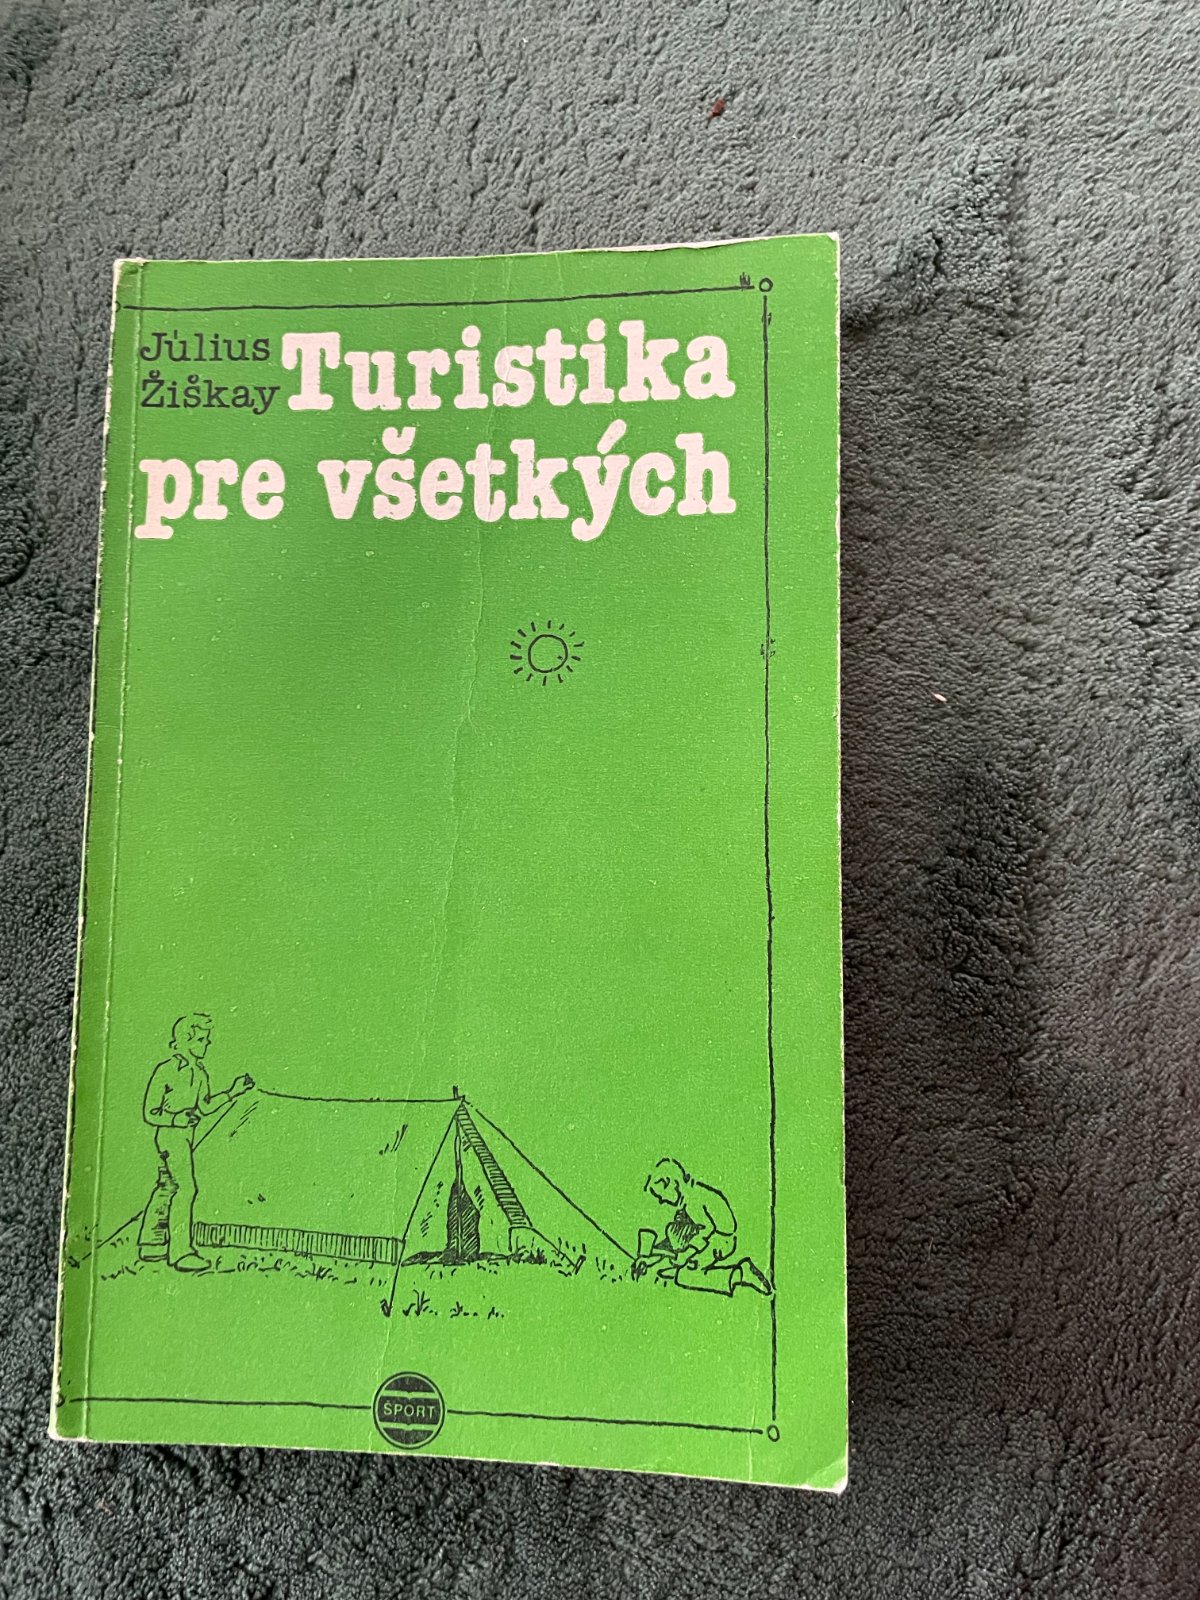 Július
Žiškay
Turistika
pre všetkých
ŠPORT